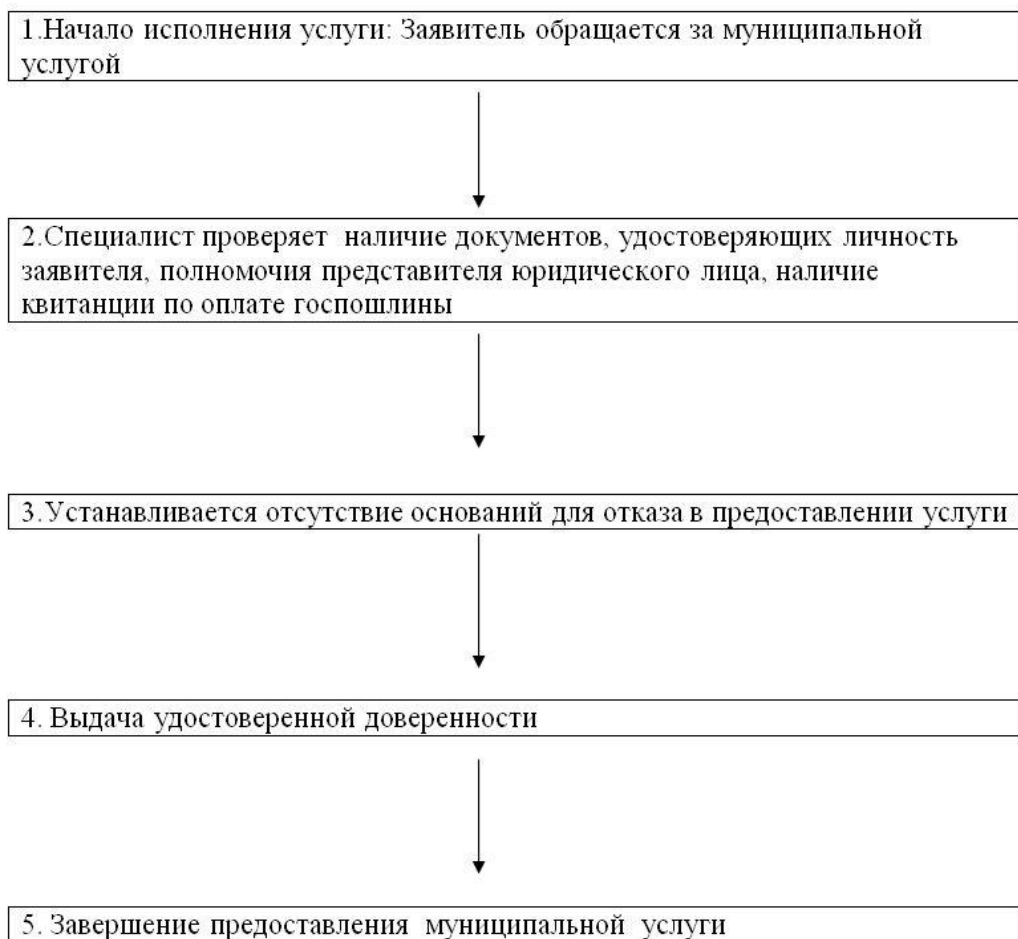 1.Начало исполнения услуги: Заявитель обращается за муниципальной
услугой
2.Специалист проверяет  наличие документов, удостоверяющих личность
заявителя, полномочия представителя юридического лица, наличие
квитанции по оплате госпошлины
3.Устанавливается отсутствие оснований для отказа в предоставлении услуги
4. Выдача удостоверенной доверенности
5. Завершение предоставления  муниципальной  услуги